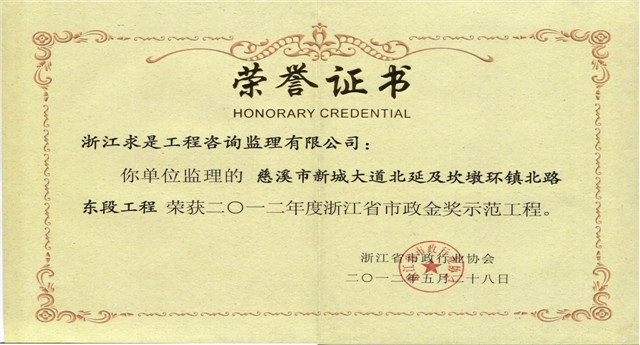 荣誉证书
HONORARY CREDENTIAL
浙江求是工程咨询监理有限公司：
你单位监理的 慈溪市新城大道北延及坎墩环镇北路
东段工程 荣获二〇一二年度浙江省市政金奖示范工程。
浙江省市政行业协会
二〇一二年五月二十八日